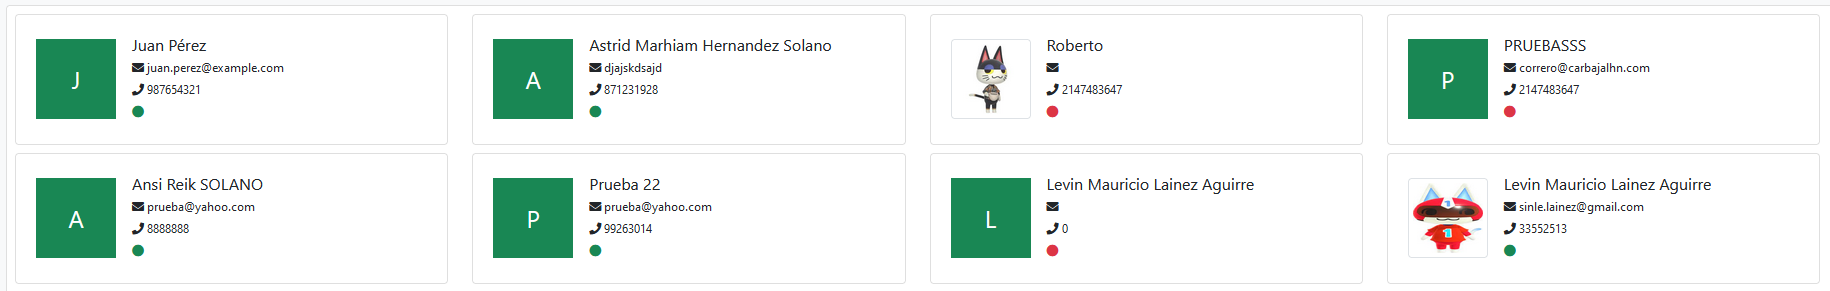 J
Juan Pérez
juan.perez@example.com
987654321
A
Astrid Marhiam Hernandez Solano
djajskdsajd
871231928
Roberto
2147483647
P
PRUEBASSS
correro@carbajalhn.com
2147483647
A
Ansi Reik SOLANO
prueba@yahoo.com
8888888
P
Prueba 22
prueba@yahoo.com
99263014
L
Levin Mauricio Lainez Aguirre
0
1
1
Levin Mauricio Lainez Aguirre
sinle.lainez@gmail.com
33552513